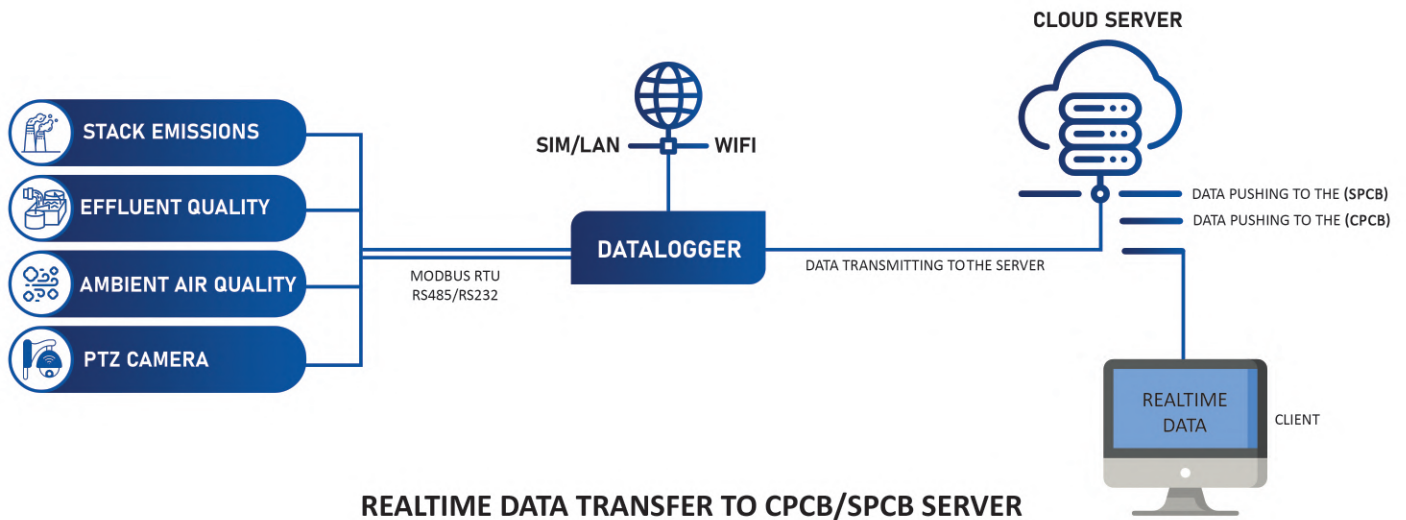 CLOUD SERVER
STACK EMISSIONS
SIM/LAN
WIFI
EFFLUENT QUALITY
DATA PUSHING TO THE (SPCB)
DATA PUSHING TO THE (CPCB)
DATALOGGER
AMBIENT AIR QUALITY
MODBUS RTU
RS485/RS232
DATA TRANSMITTING TOTHE SERVER
PTZ CAMERA
REALTIME
DATA
CLIENT
REALTIME DATA TRANSFER TO CPCB/SPCB SERVER